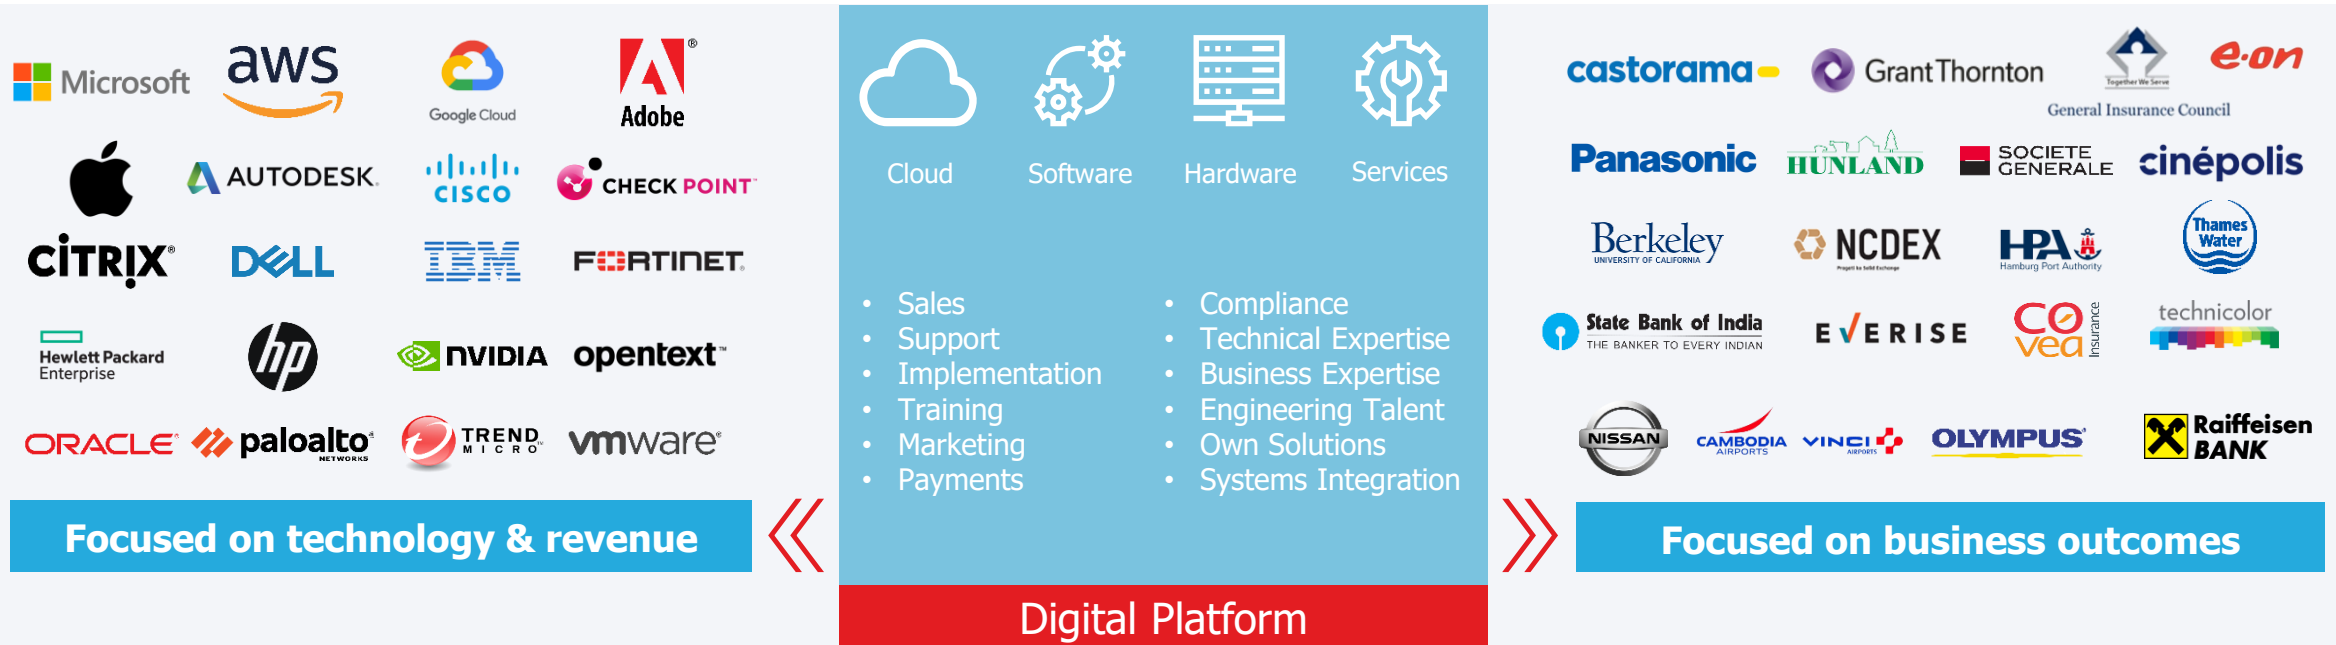 Microsoft
aws
Google Cloud
Adobe
AUTODESK
CISCO
CHECK POINT
CITRIX
DELL
IBM
FORTINET
Hewlett Packard
Enterprise
hp
NVIDIA
opentext
ORACLE
paloalto
NETWORKS
TREND
MICRO
vmware
Focused on technology & revenue
Cloud
Software
Hardware
Services
• Sales
• Support
• Implementation
• Training
• Marketing
• Payments
• Compliance
• Technical Expertise
• Business Expertise
• Engineering Talent
• Own Solutions
• Systems Integration
Digital Platform
castorama
Grant Thornton
Together We Serve
General Insurance Council
e·on
Panasonic
HUNLAND
SOCIETE
GENERALE
cinépolis
Berkeley
UNIVERSITY OF CALIFORNIA
NCDEX
HPA
Hamburg Port Authority
Thames
Water
State Bank of India
THE BANKER TO EVERY INDIAN
EVERISE
covea
Insurance
technicolor
NISSAN
CAMBODIA
AIRPORTS
VINCI
AIRPORTS
OLYMPUS
Raiffeisen
BANK
Focused on business outcomes